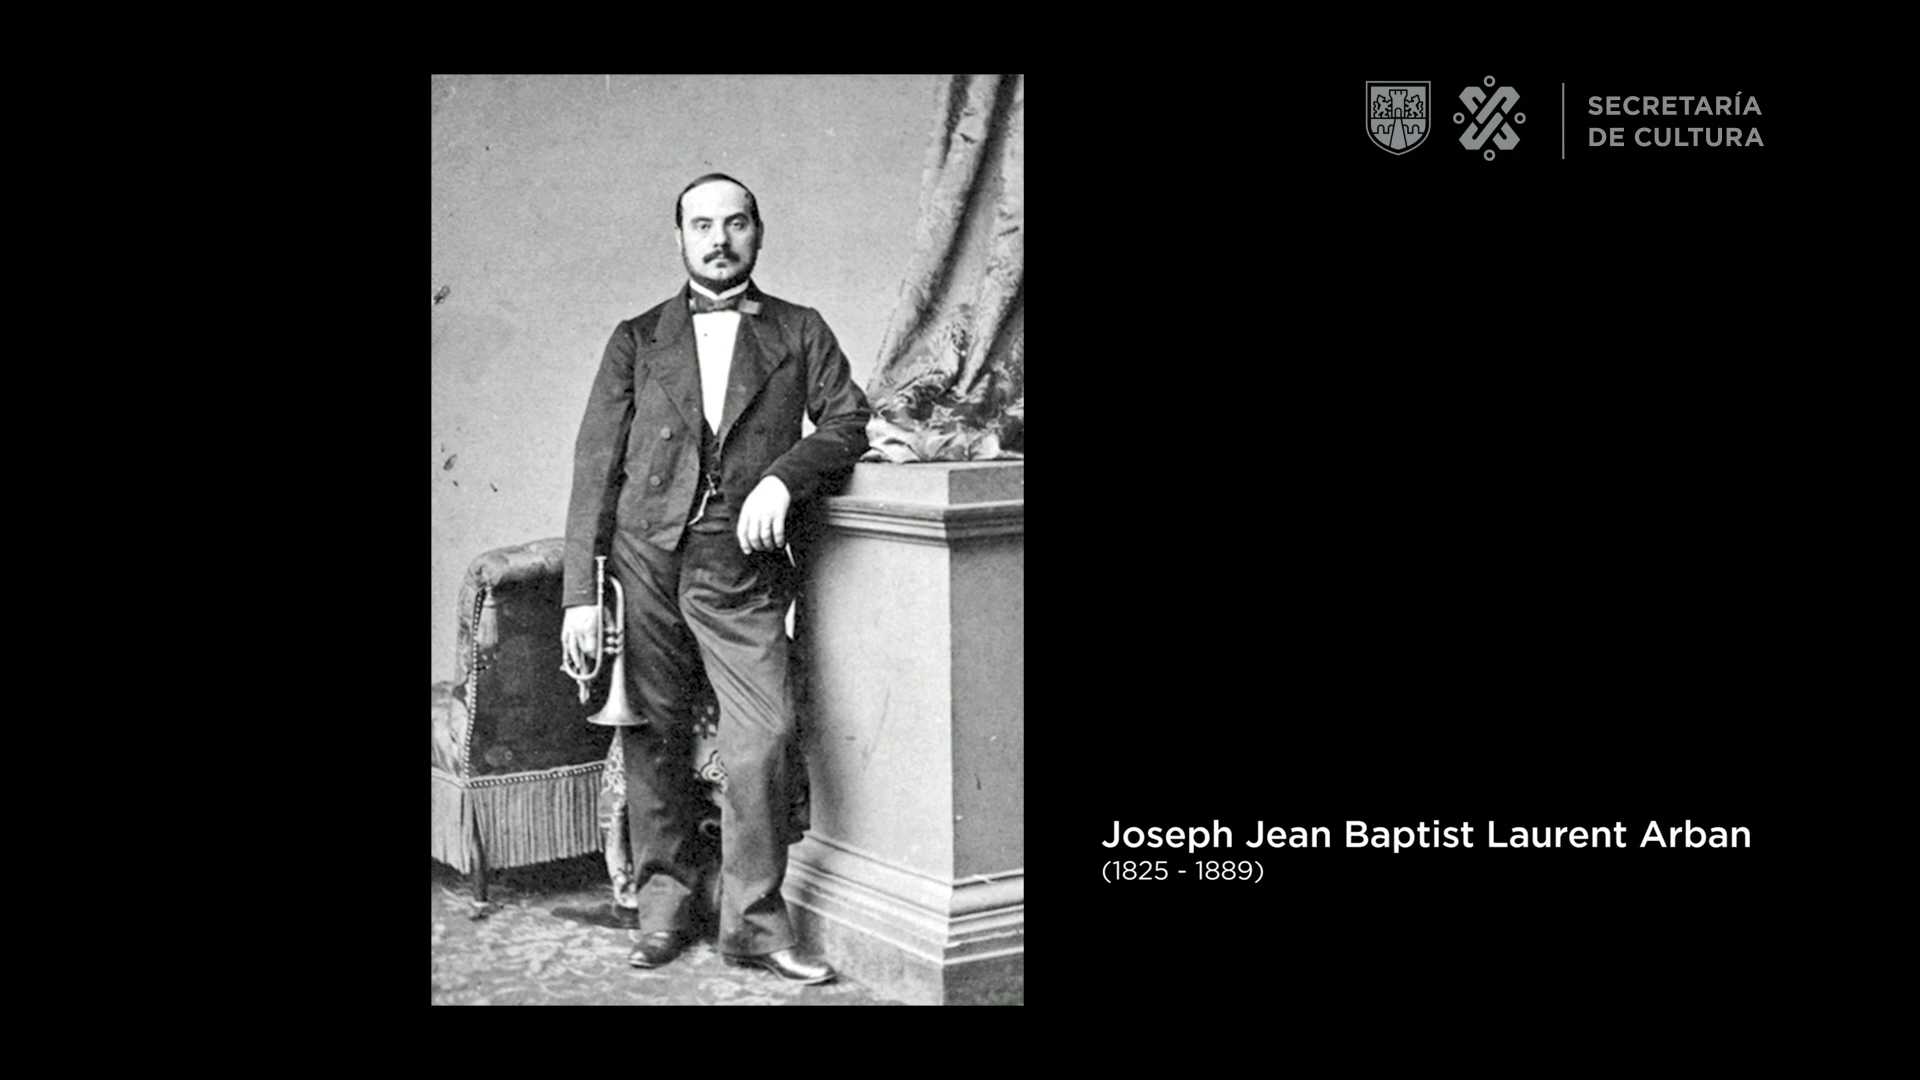 SECRETARÍA
DE CULTURA
Joseph Jean Baptist Laurent Arban
(1825 - 1889)